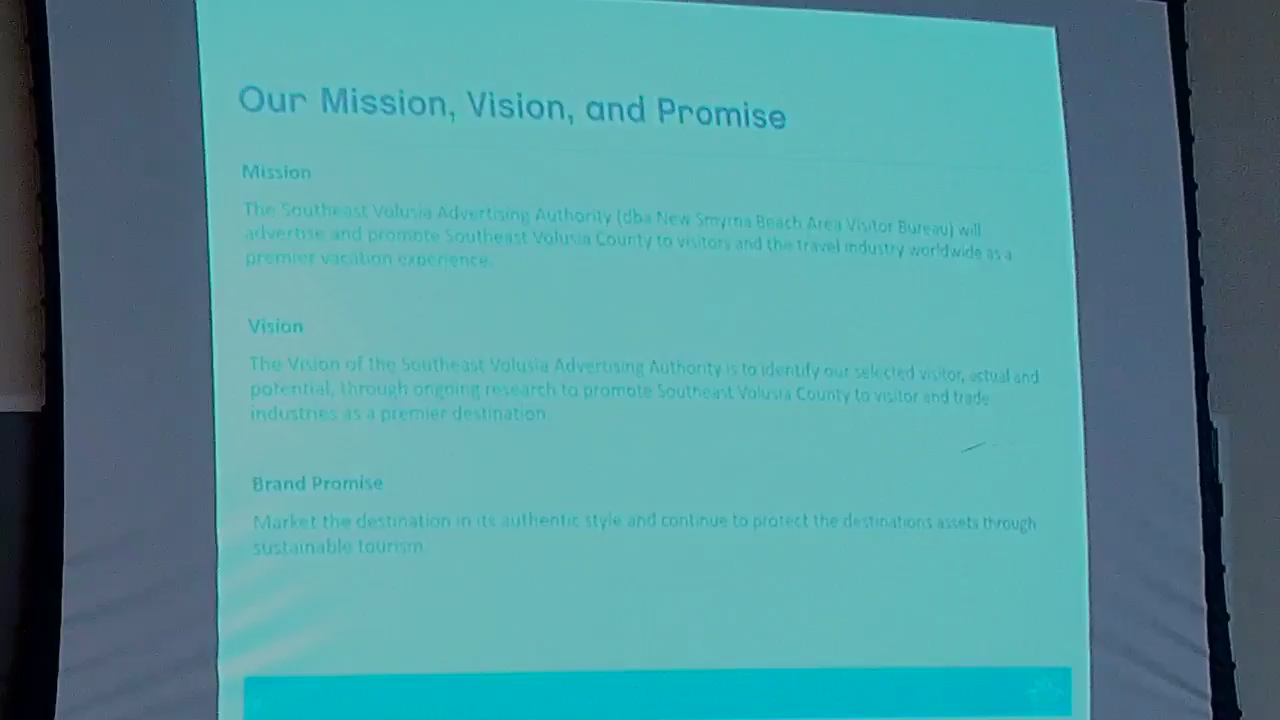 Our Mission, Vision, and Promise
Mission
The Southeast Volusia Advertising Authority (dba New Smyrna Beach Area Visitor Bureau) will
advertise and promote Southeast Volusia County to visitors and the travel industry worldwide as a
premier vacation experience.
Vision
The Vision of the Southeast Volusia Advertising Authority is to identify our selected visitor, actual and
potential, through ongoing research to promote Southeast Volusia County to visitor and trade
industries as a premier destination.
Brand Promise
Market the destination in its authentic style and continue to protect the destinations assets through
sustainable tourism.